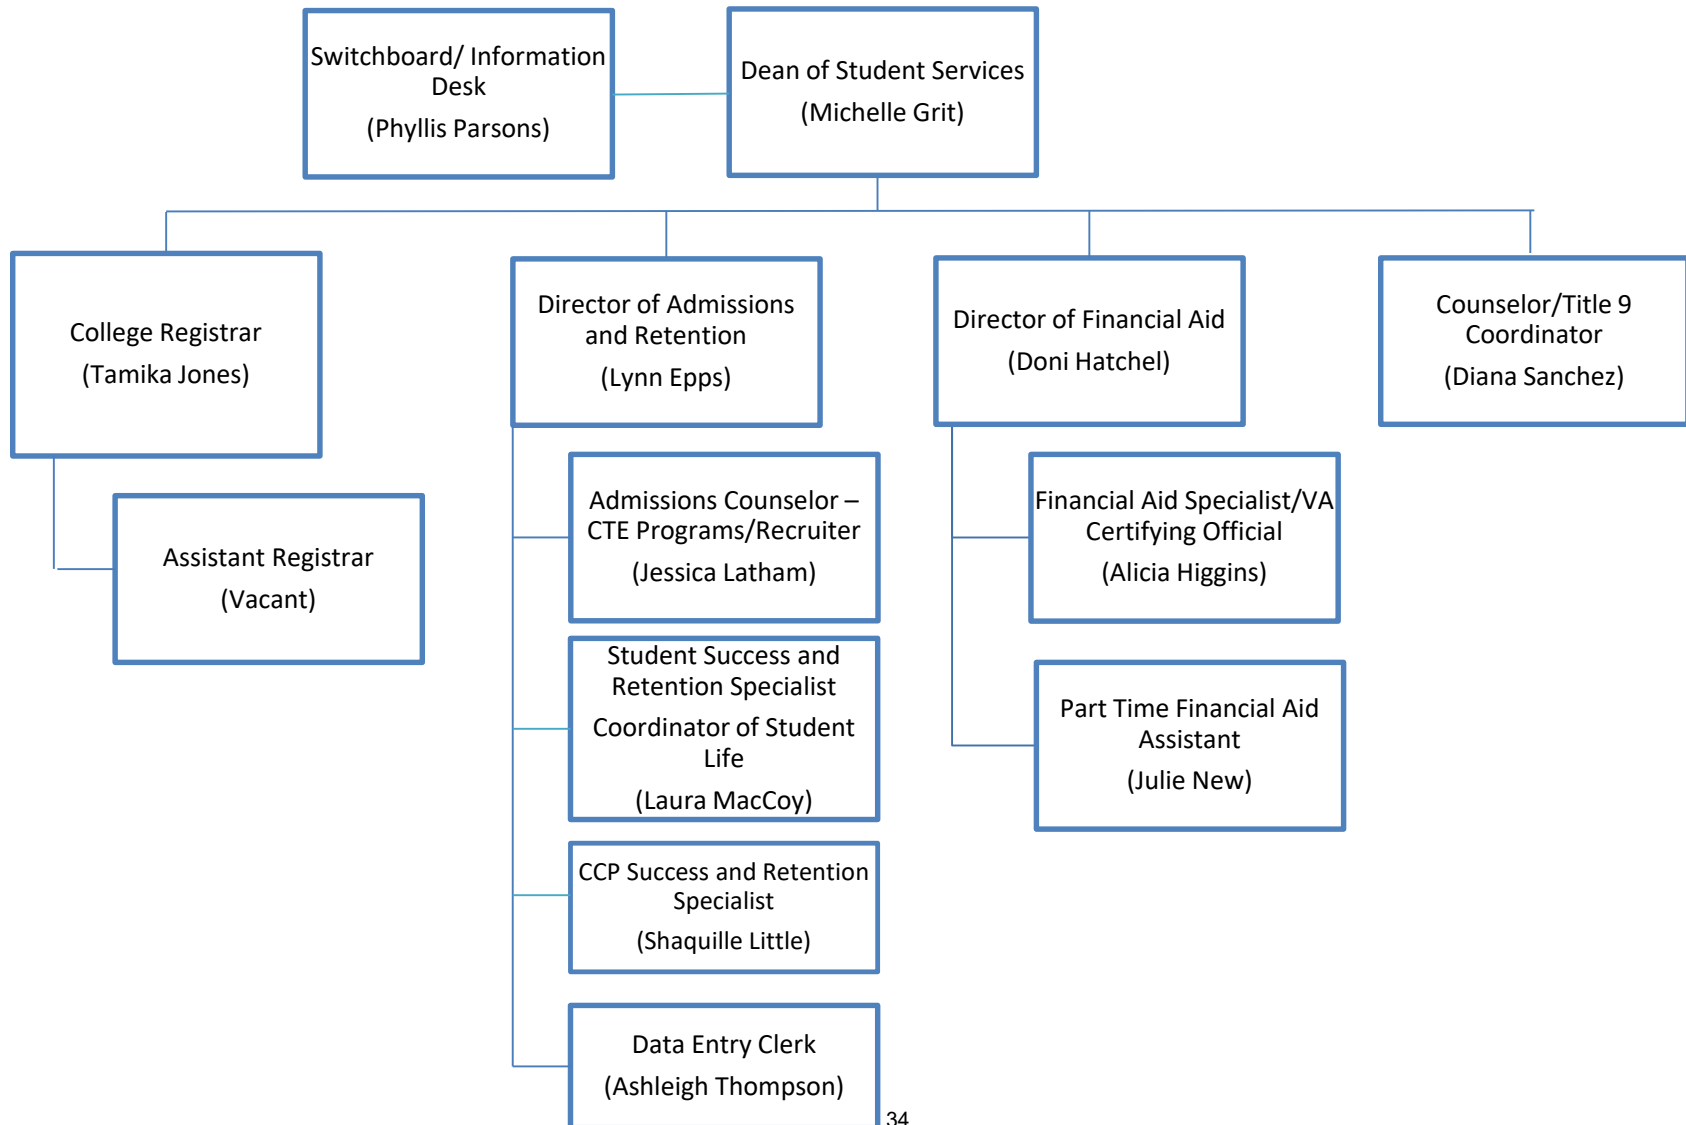 Switchboard/ Information
Desk
(Phyllis Parsons)
Dean of Student Services
(Michelle Grit)
College Registrar
(Tamika Jones)
Director of Admissions
and Retention
(Lynn Epps)
Director of Financial Aid
(Doni Hatchel)
Counselor/Title 9
Coordinator
(Diana Sanchez)
Assistant Registrar
(Vacant)
Admissions Counselor –
CTE Programs/Recruiter
(Jessica Latham)
Student Success and
Retention Specialist
Coordinator of Student
Life
(Laura MacCoy)
CCP Success and Retention
Specialist
(Shaquille Little)
Data Entry Clerk
(Ashleigh Thompson)
Financial Aid Specialist/VA
Certifying Official
(Alicia Higgins)
Part Time Financial Aid
Assistant
(Julie New)
34